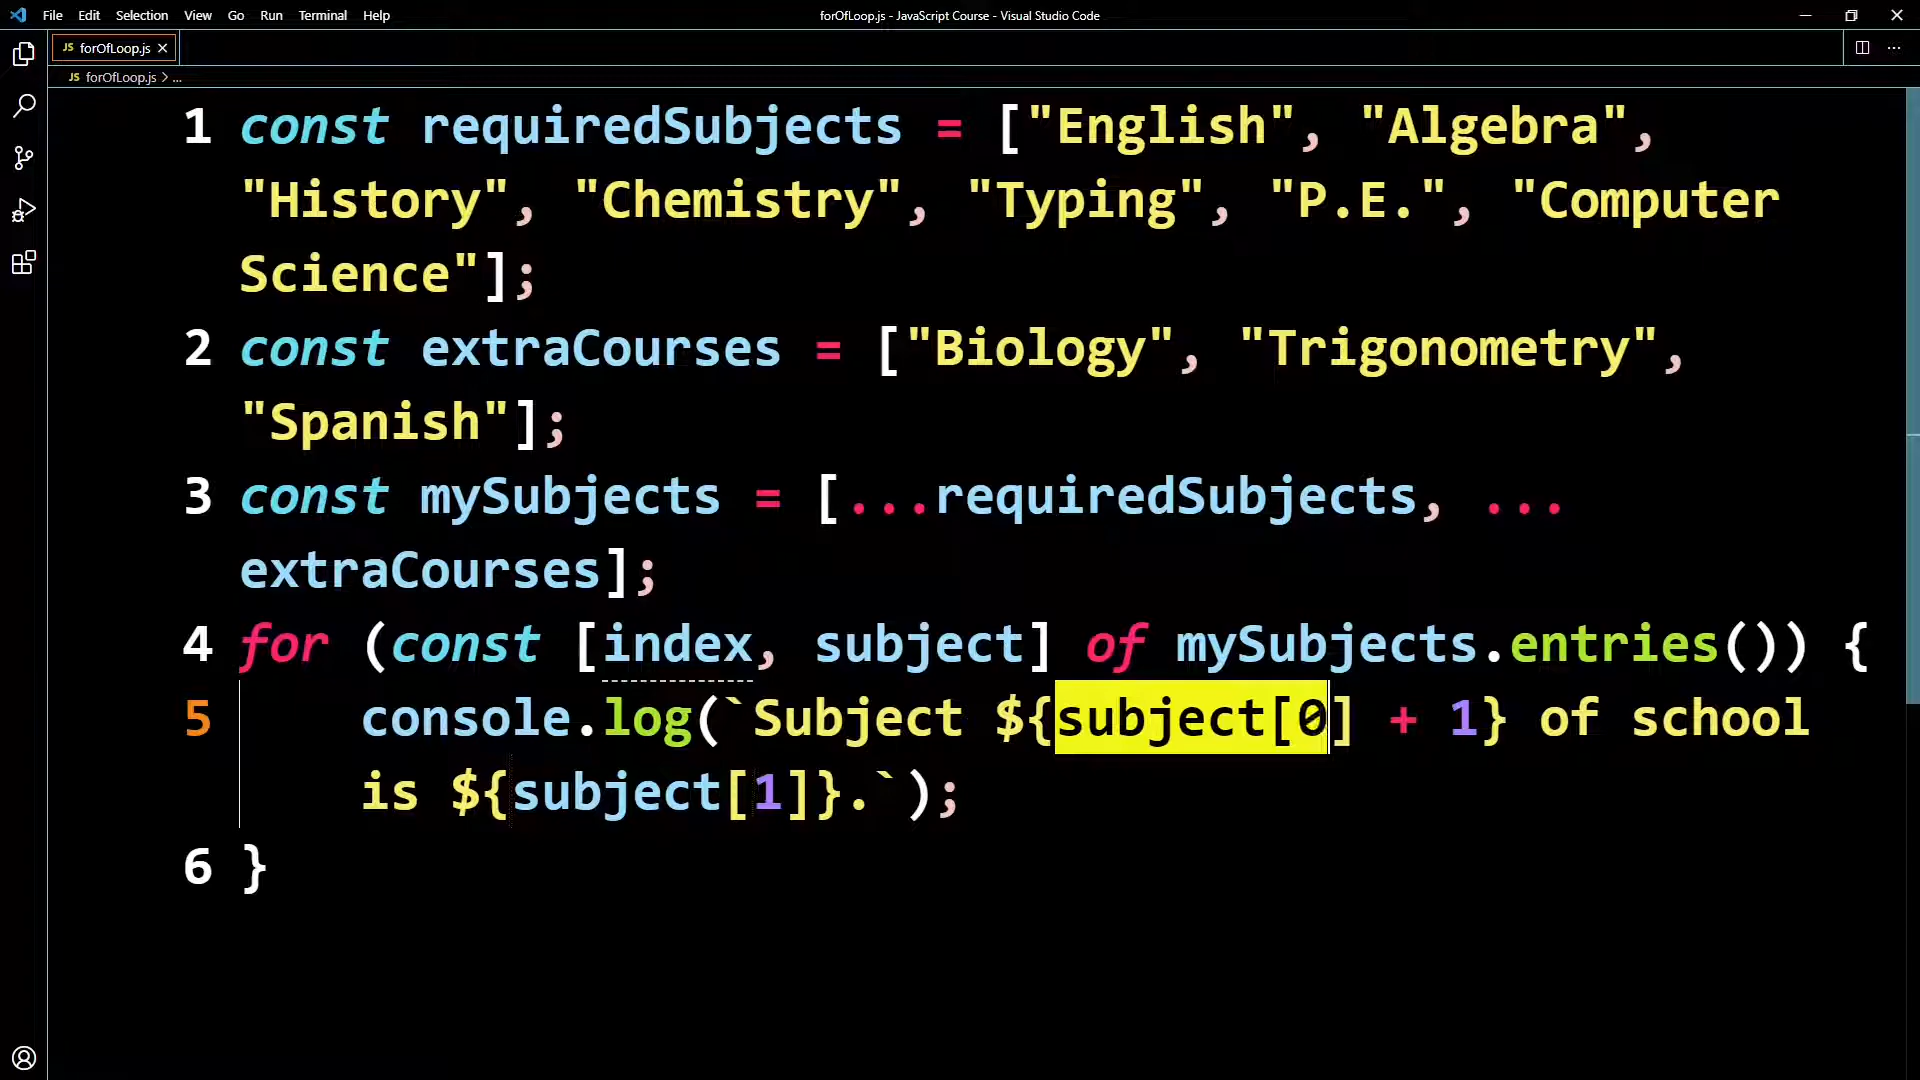 File Edit Selection View Go Run Terminal Help
forOfLoop.js - JavaScript Course - Visual Studio Code
JS forOfLoop.js
JS forOfLoop.js > ...
1 const requiredSubjects = ["English", "Algebra",
"History", "Chemistry", "Typing", "P.E.", "Computer
Science"];
2 const extraCourses = ["Biology", "Trigonometry",
"Spanish"];
3 const mySubjects = [...requiredSubjects, ...
extraCourses];
4 for (const [index, subject] of mySubjects.entries()) {
5 console.log(`Subject ${subject[0] + 1} of school
is ${subject[1]}.`);
6 }